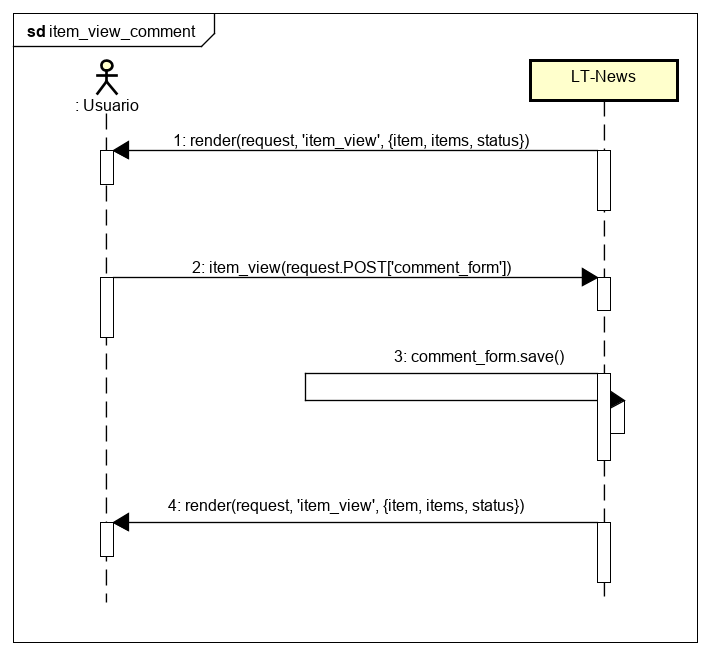 sd item_view_comment
: Usuario
LT-News
1: render(request, 'item_view', {item, items, status})
2: item_view(request.POST['comment_form'])
3: comment_form.save()
4: render(request, 'item_view', {item, items, status})